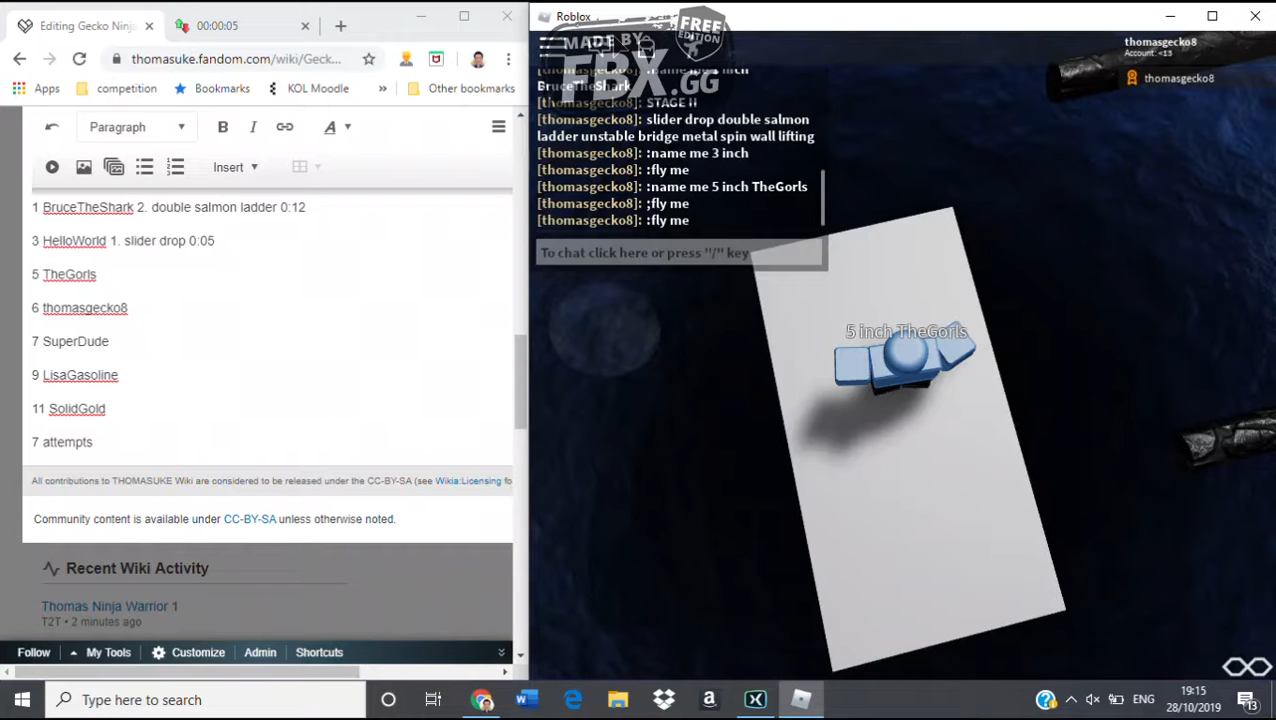 Editing Gecko Ninja
00:00:05
thomasuke.fandom.com/wiki/Geck...
Apps
competition
Bookmarks
KOL Moodle
»
Other bookmarks
Paragraph
B
I
A
Insert
1 BruceTheShark 2. double salmon ladder 0:12
3 HelloWorld 1. slider drop 0:05
5 TheGorls
6 thomasgecko8
7 SuperDude
9 LisaGasoline
11 SolidGold
7 attempts
All contributions to THOMASUKE Wiki are considered to be released under the CC-BY-SA (see Wikia:Licensing fo
Community content is available under CC-BY-SA unless otherwise noted.
Recent Wiki Activity
Thomas Ninja Warrior 1
T2T • 2 minutes ago
Follow
My Tools
Customize
Admin
Shortcuts
Roblox
MADE BY
FREE
EDITION
FBX.GG
thomasgecko8
Account: <13
thomasgecko8
BruceTheShark
[thomasgecko8]: STAGE II
[thomasgecko8]: slider drop double salmon
ladder unstable bridge metal spin wall lifting
[thomasgecko8]: :name me 3 inch
[thomasgecko8]: :fly me
[thomasgecko8]: :name me 5 inch TheGorls
[thomasgecko8]: ;fly me
[thomasgecko8]: :fly me
To chat click here or press "/" key
5 inch TheGorls
Type here to search
ENG
19:15
28/10/2019
13